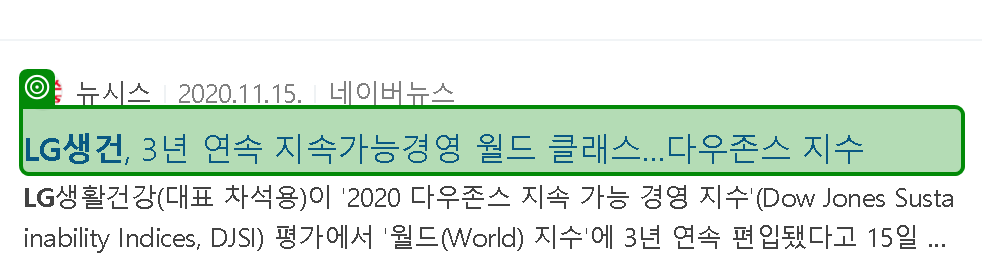 뉴시스 2020.11.15. 네이버뉴스
LG생건, 3년 연속 지속가능경영 월드 클래스...다우존스 지수
LG생활건강(대표 차석용)이 '2020 다우존스 지속 가능 경영 지수'(Dow Jones Susta
inability Indices, DJSI) 평가에서 '월드(World) 지수'에 3년 연속 편입됐다고 15일 ...